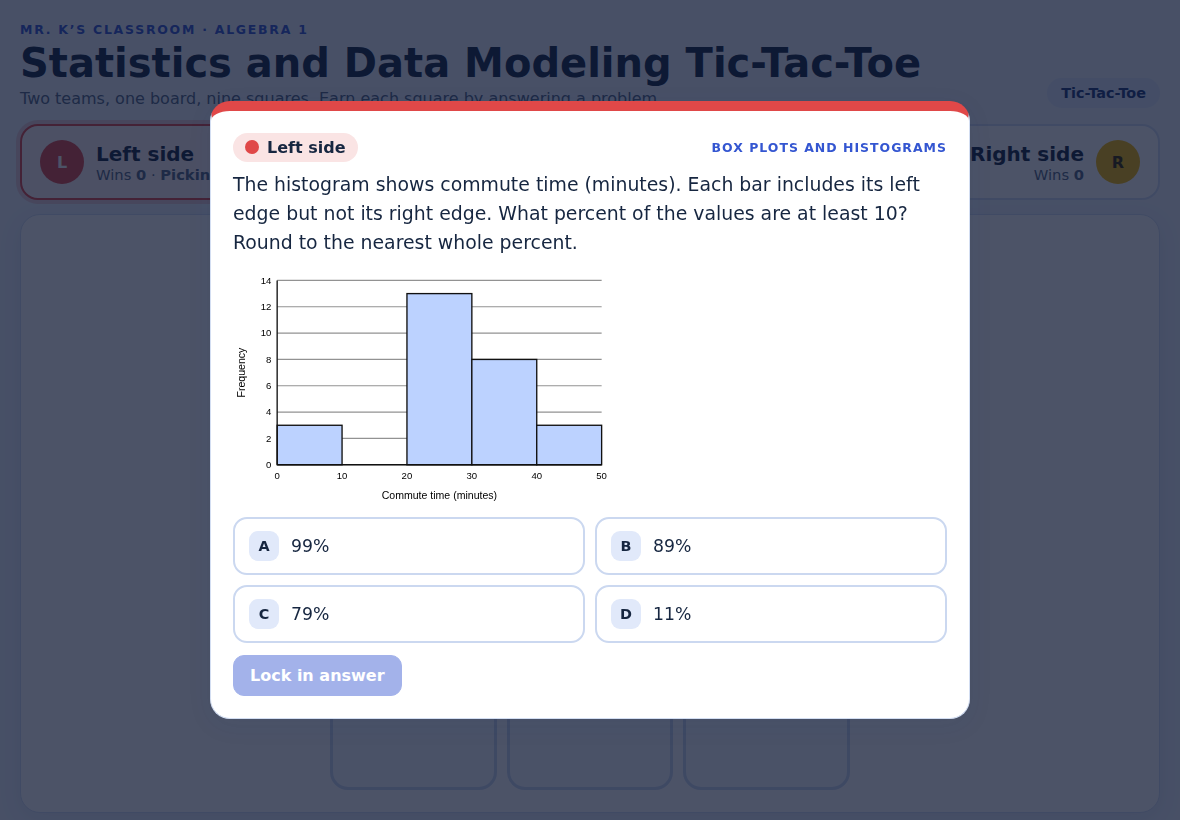 MR. K'S CLASSROOM · ALGEBRA 1
Statistics and Data Modeling Tic-Tac-Toe
Two teams, one board, nine squares. Earn each square by answering a problem.
Tic-Tac-Toe
L
Left side
Wins 0 · Pickin
Right side
Wins 0
R
Left side
BOX PLOTS AND HISTOGRAMS
The histogram shows commute time (minutes). Each bar includes its left
edge but not its right edge. What percent of the values are at least 10?
Round to the nearest whole percent.
14
12
10
8
6
4
2
0
Frequency
0 10 20 30 40 50
Commute time (minutes)
A 99%
B 89%
C 79%
D 11%
Lock in answer